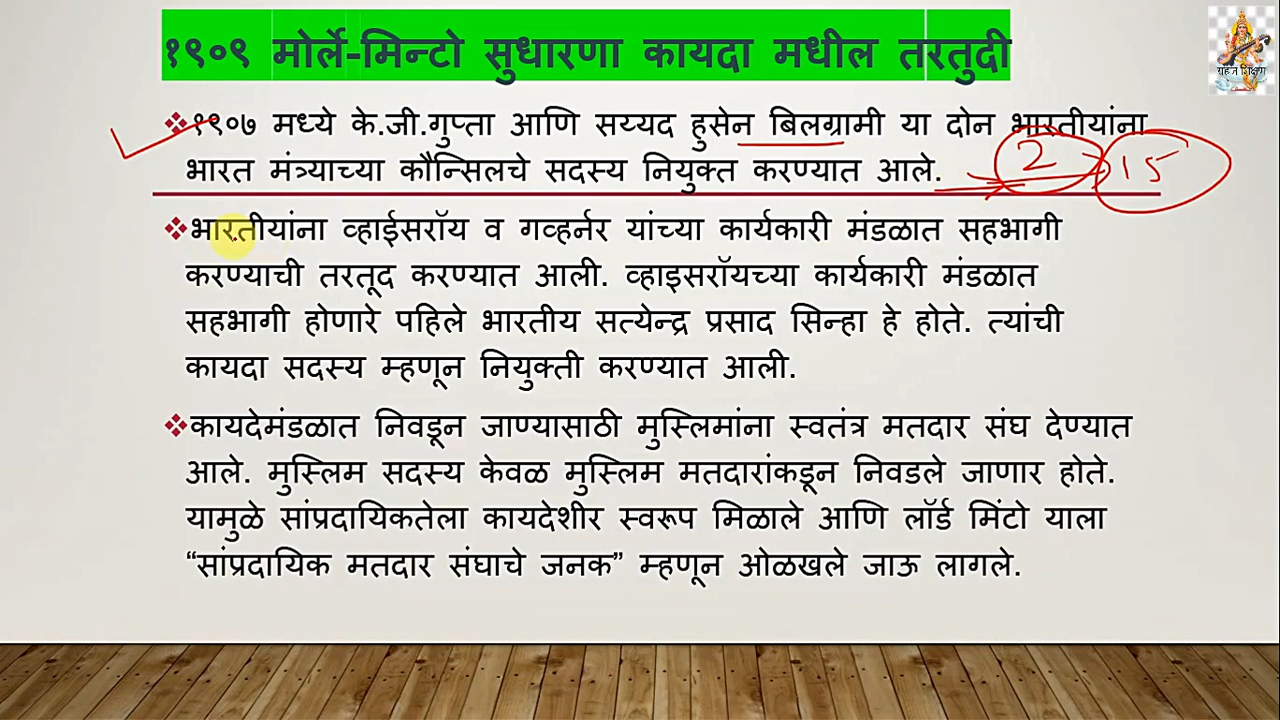 १९०९ मोर्ले-मिन्टो सुधारणा कायदा मधील तरतुदी
❖१९०७ मध्ये के.जी.गुप्ता आणि सय्यद हुसेन बिलग्रामी या दोन भारतीयांना
भारत मंत्र्याच्या कौन्सिलचे सदस्य नियुक्त करण्यात आले.
2
15
❖भारतीयांना व्हाईसरॉय व गव्हर्नर यांच्या कार्यकारी मंडळात सहभागी
करण्याची तरतूद करण्यात आली. व्हाइसरॉयच्या कार्यकारी मंडळात
सहभागी होणारे पहिले भारतीय सत्येन्द्र प्रसाद सिन्हा हे होते. त्यांची
कायदा सदस्य म्हणून नियुक्ती करण्यात आली.
❖कायदेमंडळात निवडून जाण्यासाठी मुस्लिमांना स्वतंत्र मतदार संघ देण्यात
आले. मुस्लिम सदस्य केवळ मुस्लिम मतदारांकडून निवडले जाणार होते.
यामुळे सांप्रदायिकतेला कायदेशीर स्वरूप मिळाले आणि लॉर्ड मिंटो याला
“सांप्रदायिक मतदार संघाचे जनक” म्हणून ओळखले जाऊ लागले.